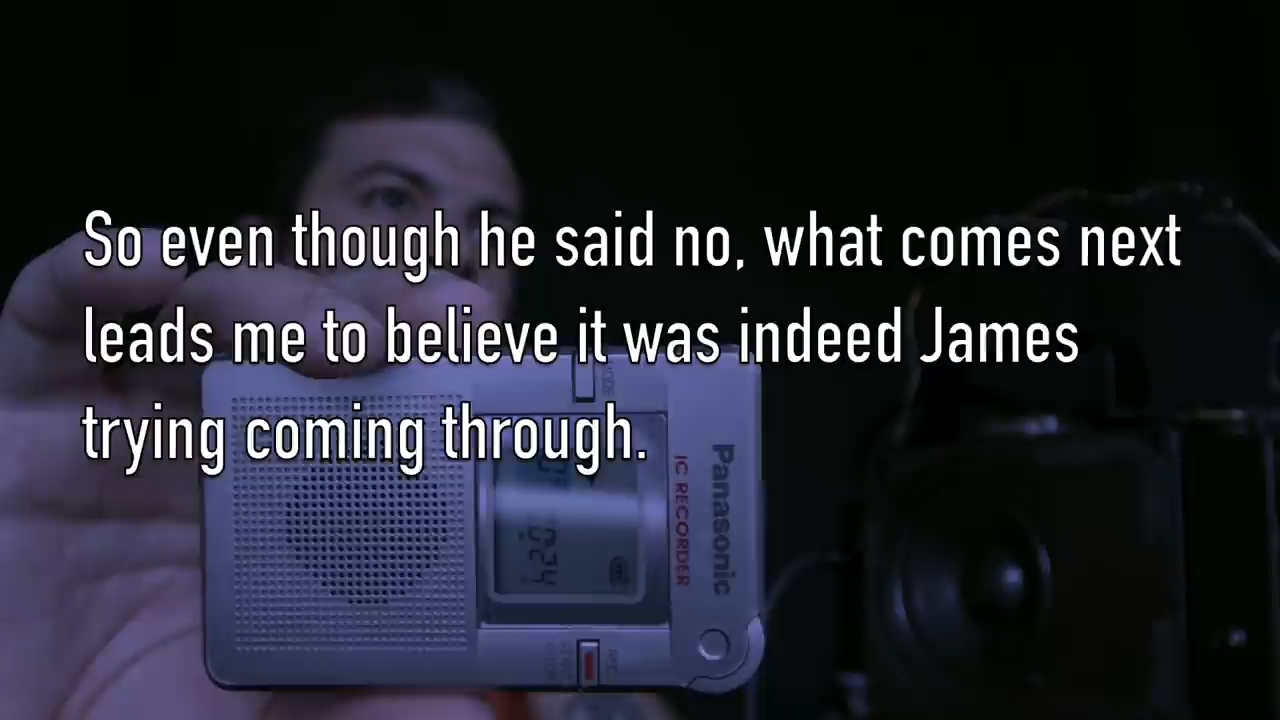 So even though he said no, what comes next
leads me to believe it was indeed James
trying coming through.
Panasonic
IC RECORDER
REC